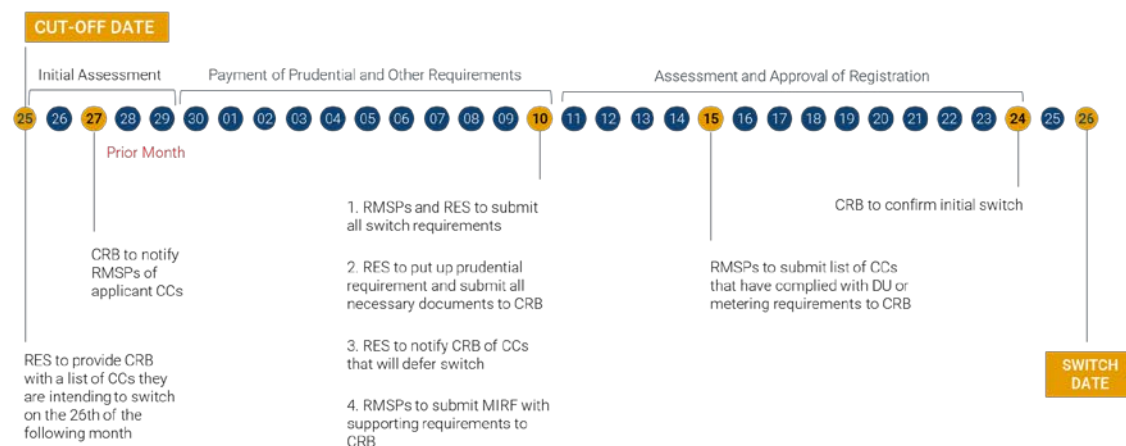 CUT-OFF DATE
Initial Assessment
Payment of Prudential and Other Requirements
Assessment and Approval of Registration
25 26 27 28 29 30 01 02 03 04 05 06 07 08 09 10 11 12 13 14 15 16 17 18 19 20 21 22 23 24 25 26
Prior Month
CRB to notify
RMSPs of
applicant CCs
RES to provide CRB
with a list of CCs they
are intending to switch
on the 26th of the
following month
1. RMSPs and RES to submit
all switch requirements
2. RES to put up prudential
requirement and submit all
necessary documents to CRB
3. RES to notify CRB of CCs
that will defer switch
4. RMSPs to submit MIRF with
supporting requirements to
CRB
RMSPs to submit list of CCs
that have complied with DU or
metering requirements to CRB
CRB to confirm initial switch
SWITCH
DATE